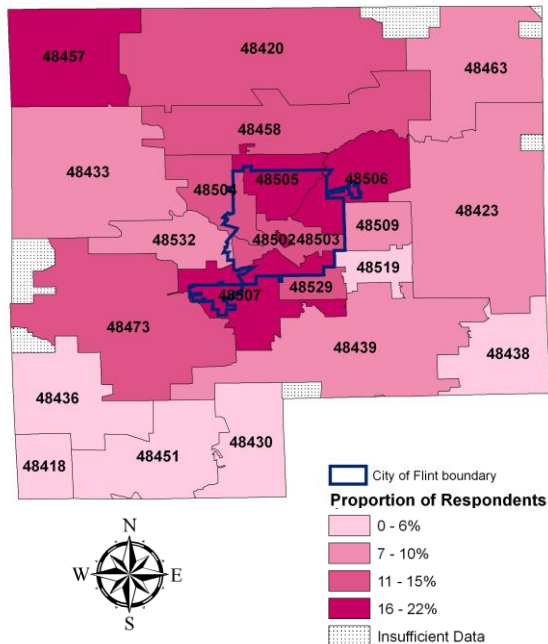 48457
48420
48463
48458
48433
48505
48506
48504
48423
48509
48532
48502
48503
48519
48507
48529
48473
48439
48438
48436
48451
48430
48418
City of Flint boundary
Proportion of Respondents
0 - 6%
7 - 10%
11 - 15%
16 - 22%
Insufficient Data
N
W E
S